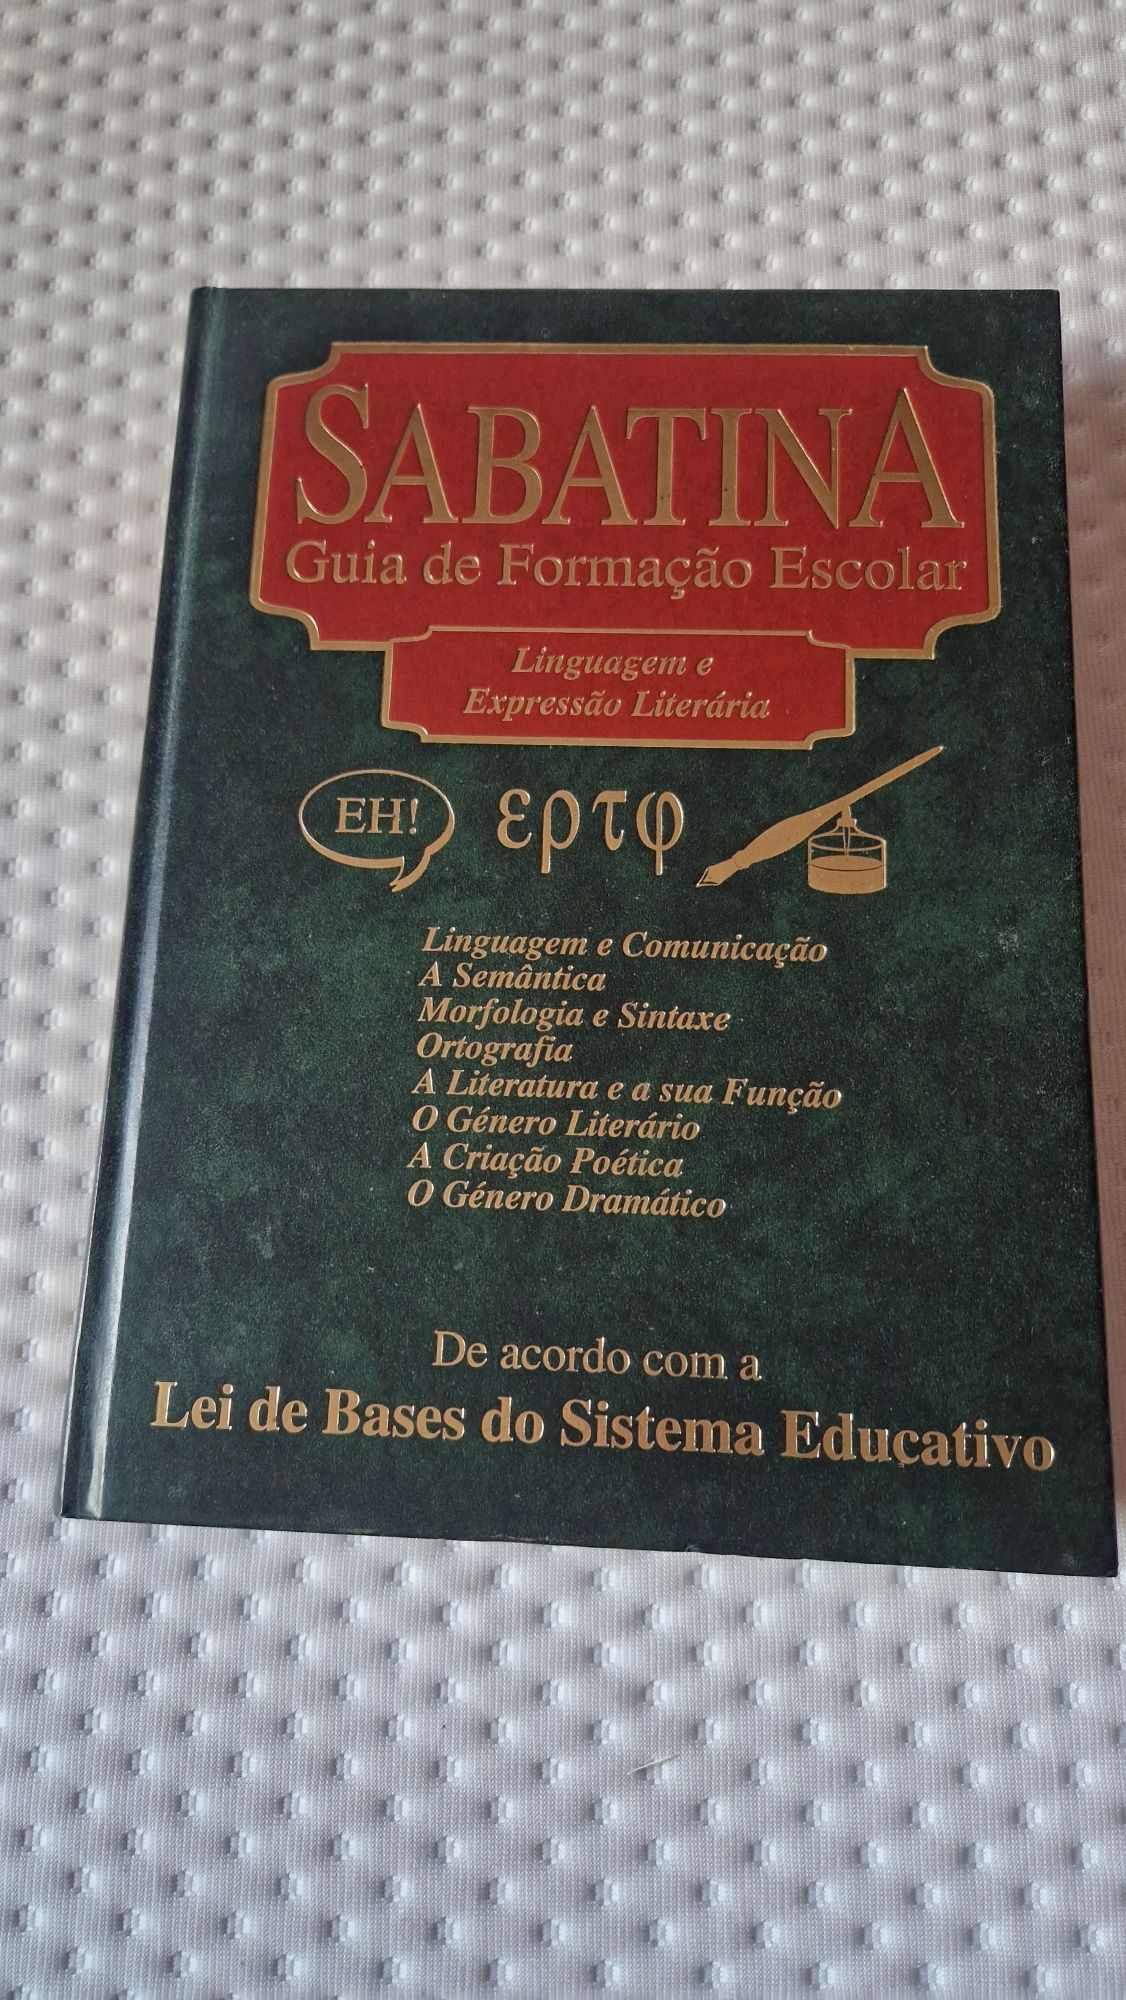 SABATINA
Guia de Formação Escolar
Linguagem e
Expressão Literária
EH!
ερτφ
Linguagem e Comunicação
A Semântica
Morfologia e Sintaxe
Ortografia
A Literatura e a sua Função
O Género Literário
A Criação Poética
O Género Dramático
De acordo com a
Lei de Bases do Sistema Educativo